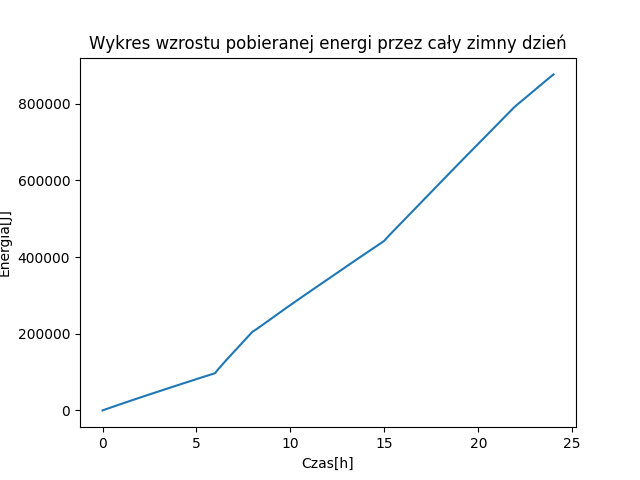 Wykres wzrostu pobieranej energi przez cały zimny dzień
800000
600000
400000
200000
0
Energia[J]
0 5 10 15 20 25
Czas[h]